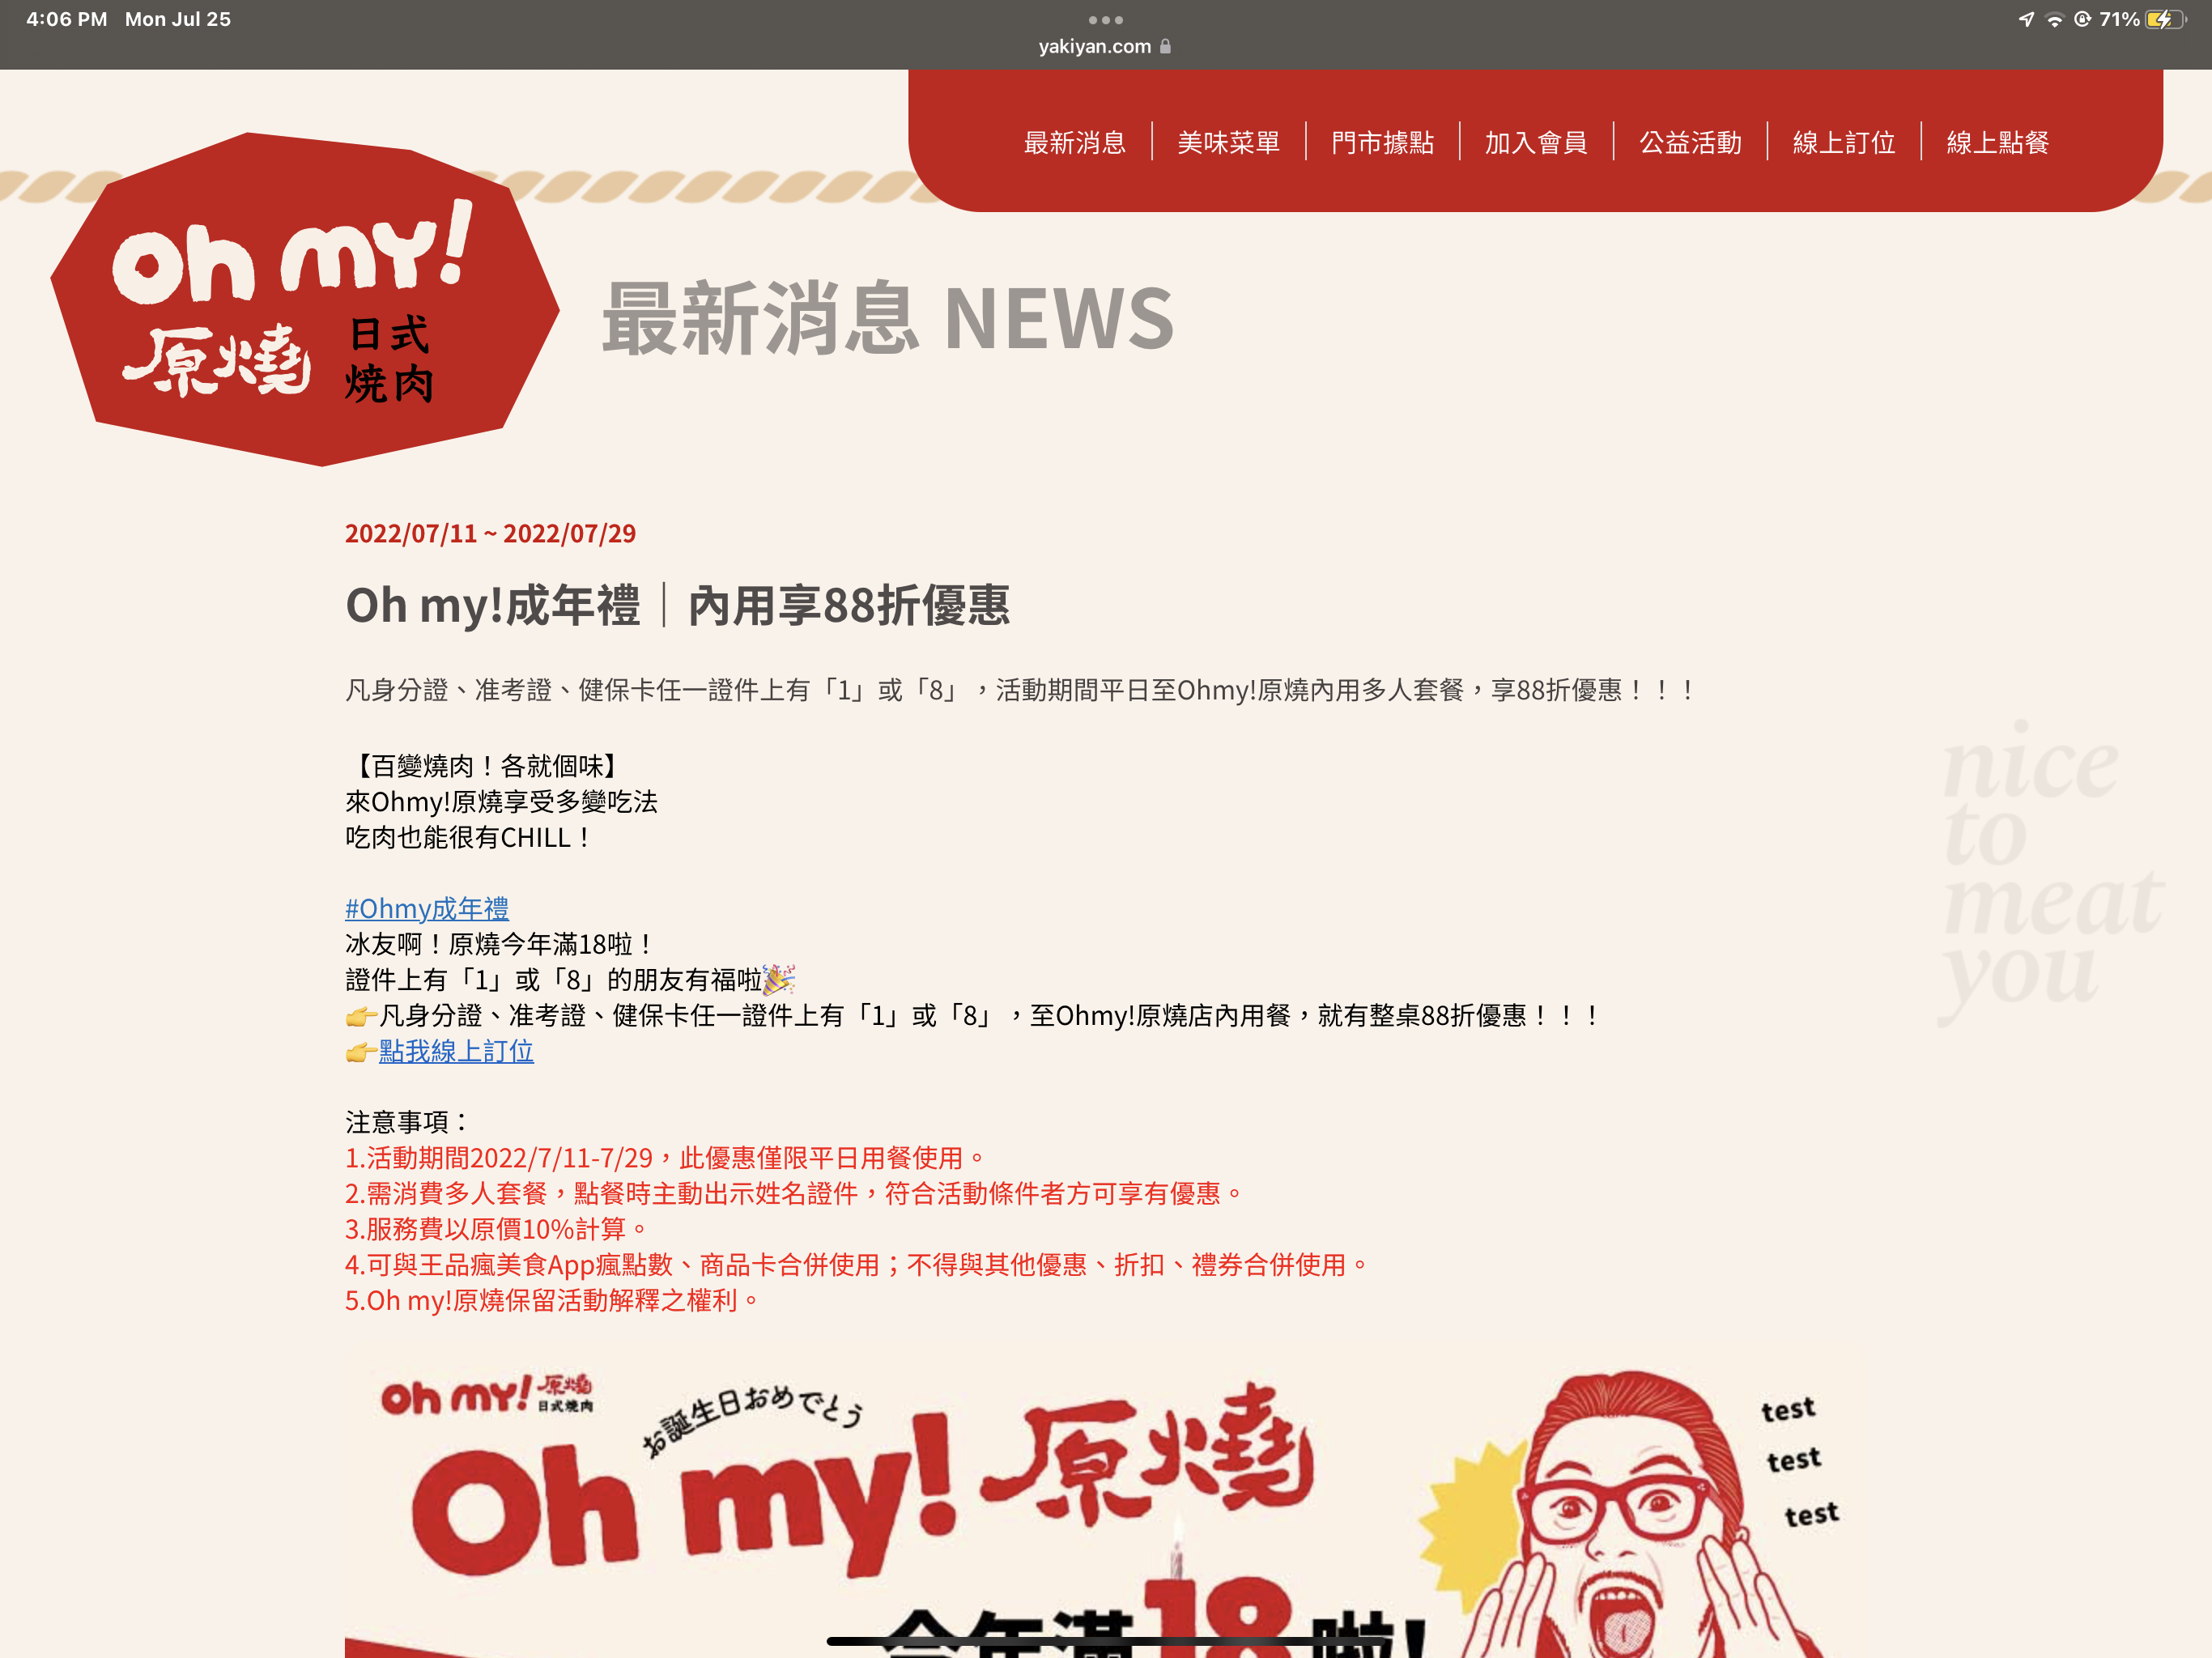 4:06 PM Mon Jul 25
71%
yakiyan.com
最新消息 美味菜單 門市據點 加入會員 公益活動 線上訂位 線上點餐
Oh my!
原燒 日式
焼肉
最新消息 NEWS
2022/07/11 ~ 2022/07/29
Oh my!成年禮｜內用享88折優惠
凡身分證、准考證、健保卡任一證件上有「1」或「8」，活動期間平日至Ohmy!原燒內用多人套餐，享88折優惠！！！
【百變燒肉！各就個味】
來Ohmy!原燒享受多變吃法
吃肉也能很有CHILL！
#Ohmy成年禮
冰友啊！原燒今年滿18啦！
證件上有「1」或「8」的朋友有福啦🎉
👉凡身分證、准考證、健保卡任一證件上有「1」或「8」，至Ohmy!原燒店內用餐，就有整桌88折優惠！！！
👉點我線上訂位
注意事項：
1.活動期間2022/7/11-7/29，此優惠僅限平日用餐使用。
2.需消費多人套餐，點餐時主動出示姓名證件，符合活動條件者方可享有優惠。
3.服務費以原價10%計算。
4.可與王品瘋美食App瘋點數、商品卡合併使用；不得與其他優惠、折扣、禮券合併使用。
5.Oh my!原燒保留活動解釋之權利。
nice
to
meat
you
Oh my! 原燒
日式焼肉
お誕生日おめでとう
Oh my! 原燒
今年滿18啦!
test
test
test